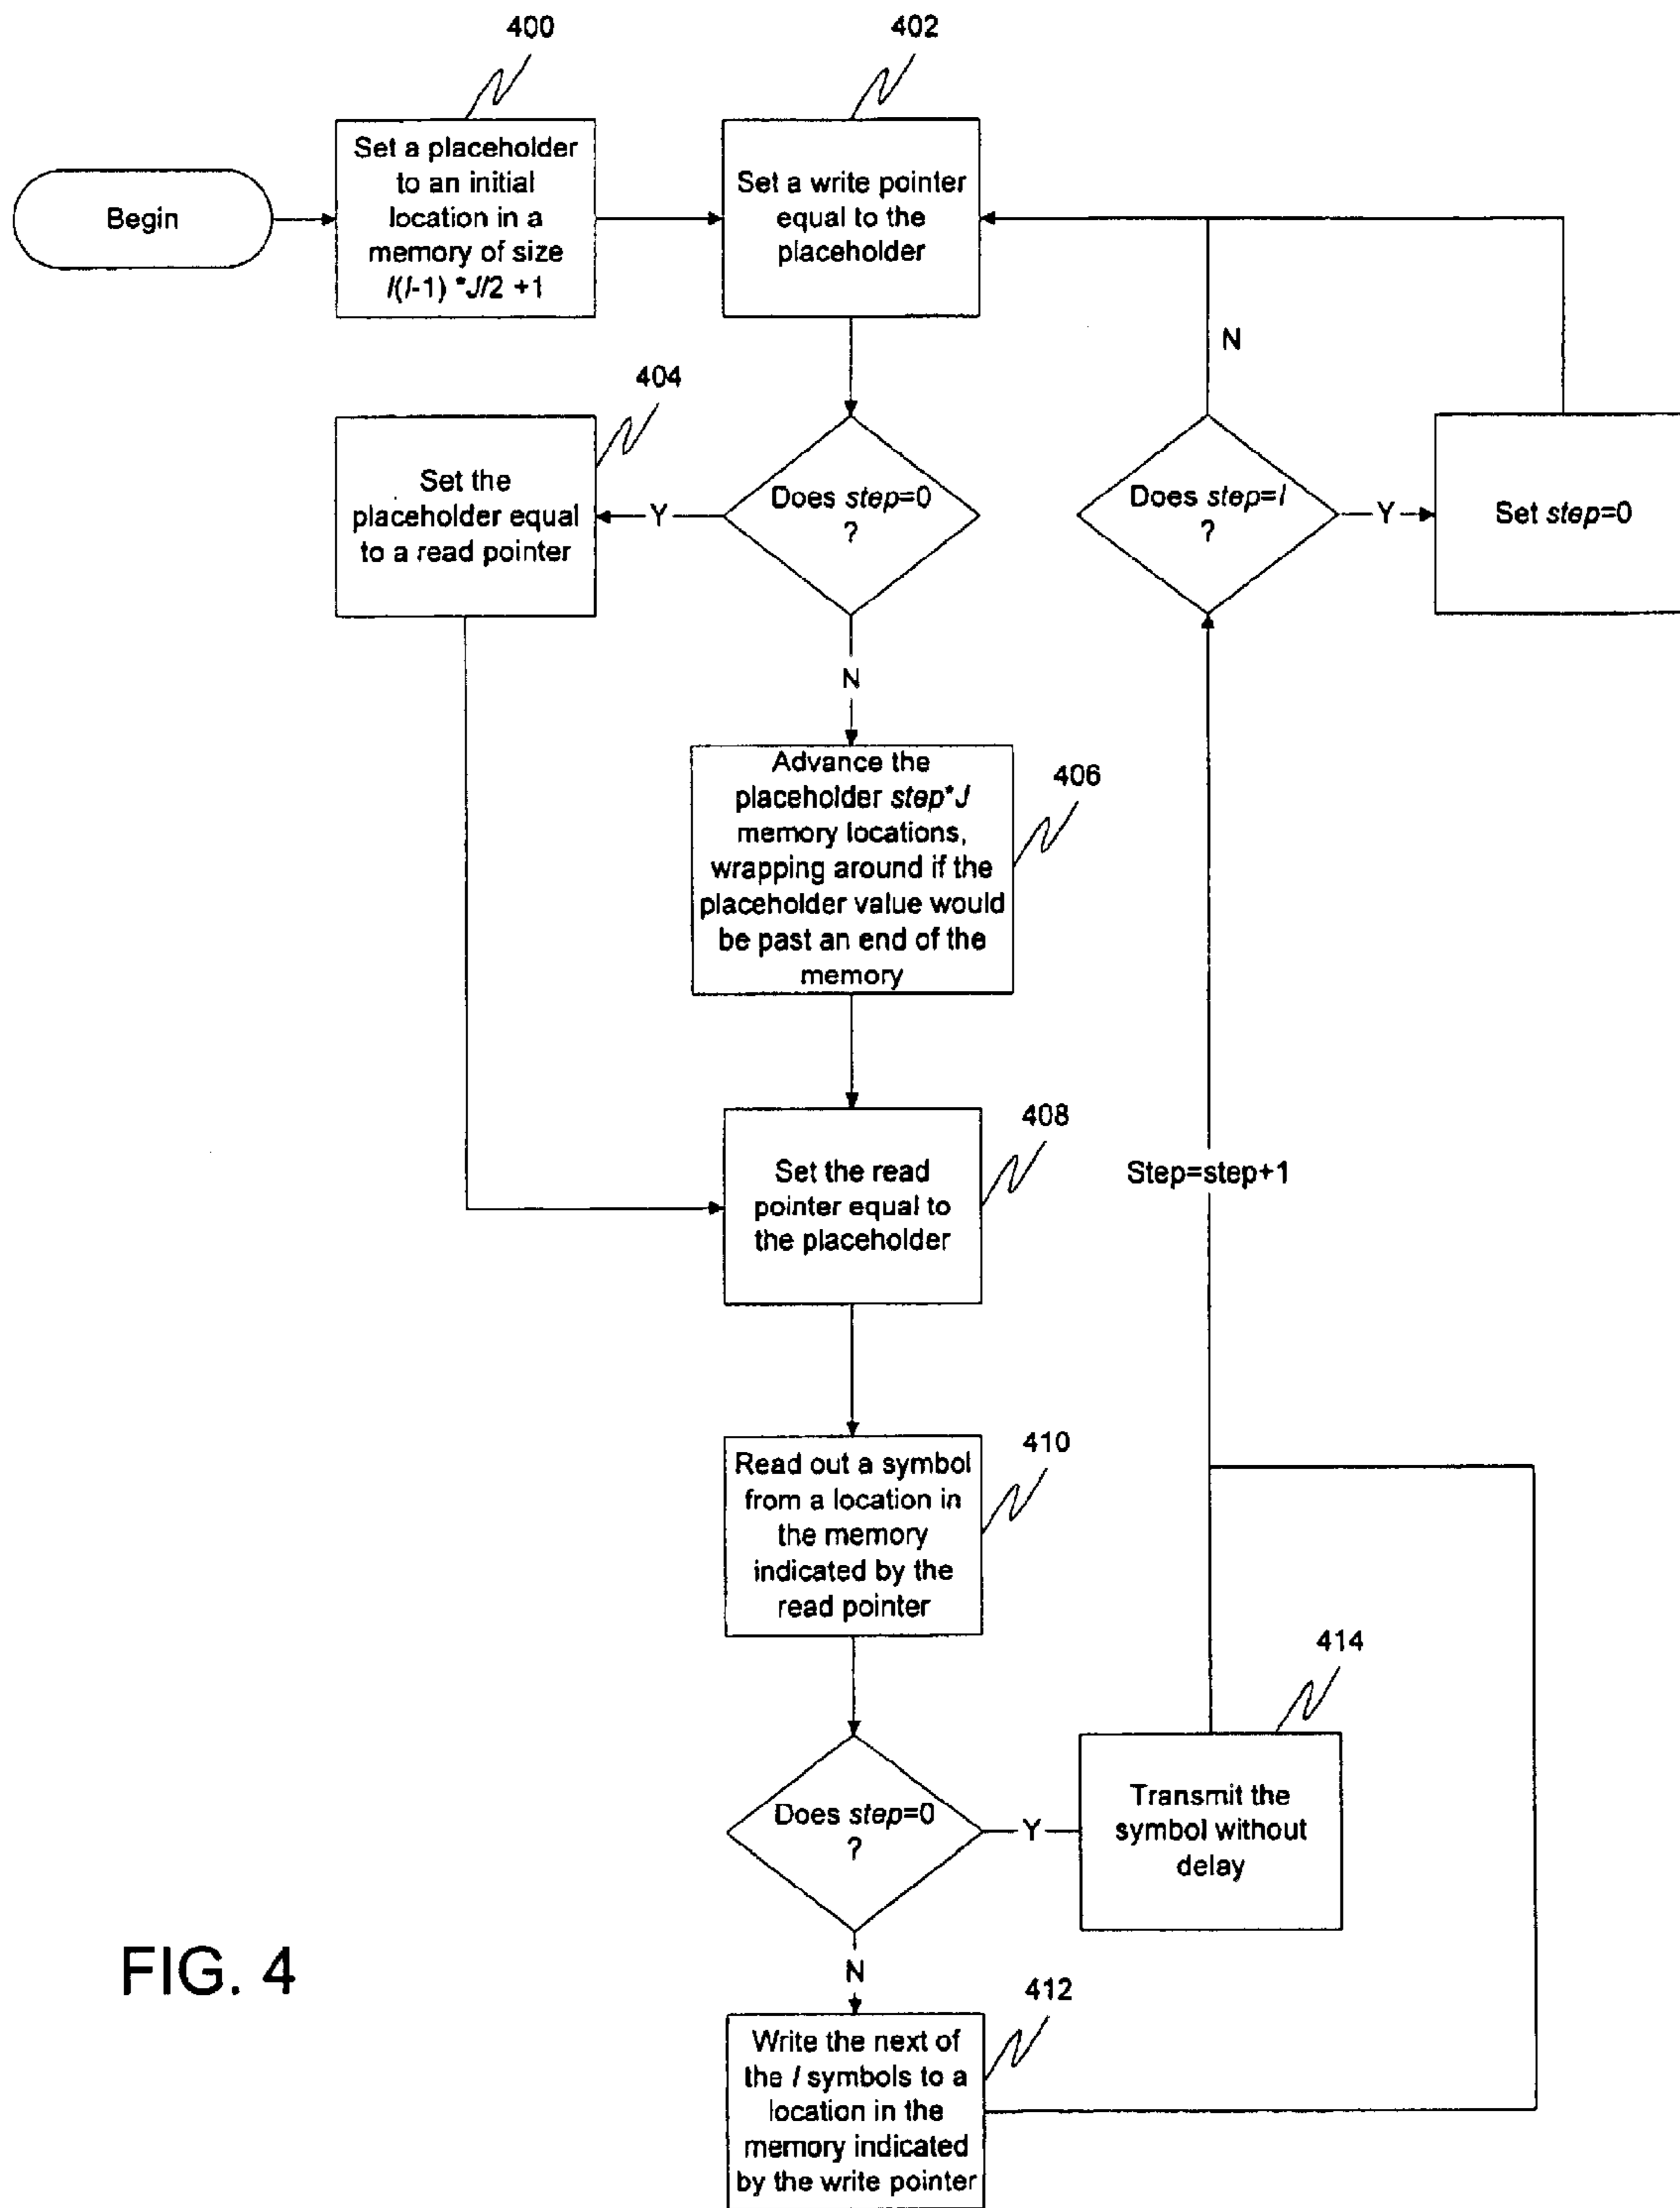 400
402
Begin
Set a placeholder
to an initial
location in a
memory of size
I(I-1) *J/2 +1
Set a write pointer
equal to the
placeholder
N
404
Set the
placeholder equal
to a read pointer
Y
Does step=0
?
Does step=I
?
Y
Set step=0
N
Advance the
placeholder step*J
memory locations,
wrapping around if the
placeholder value would
be past an end of the
memory
406
408
Set the read
pointer equal to
the placeholder
Step=step+1
410
Read out a symbol
from a location in
the memory
indicated by the
read pointer
414
Does step=0
?
Y
Transmit the
symbol without
delay
N
412
Write the next of
the I symbols to a
location in the
memory indicated
by the write pointer
FIG. 4